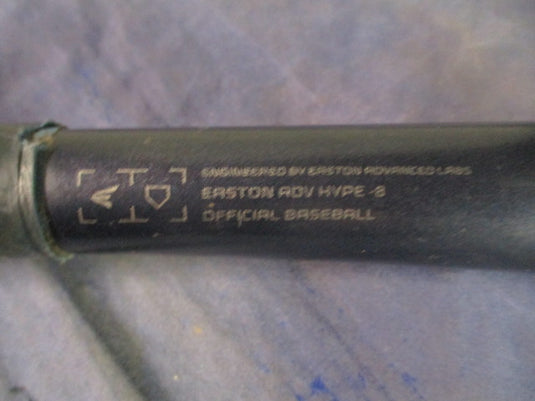 ENGINEERED BY EASTON ADVANCED LABS
EASTON ADV HYPE -8
OFFICIAL BASEBALL